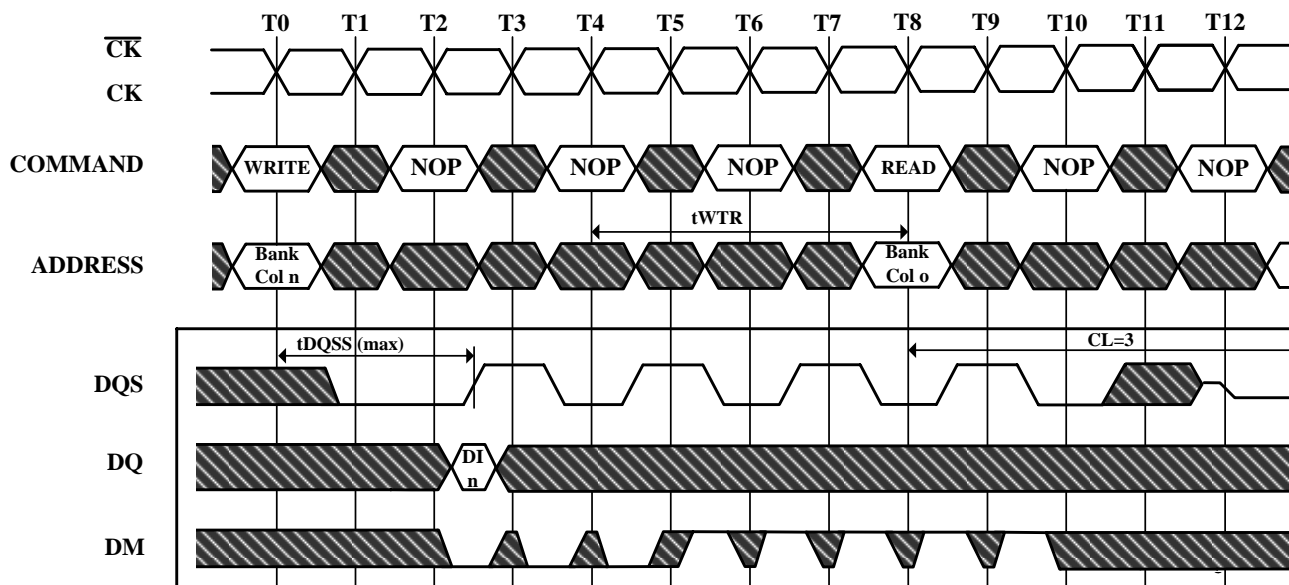 T0 T1 T2 T3 T4 T5 T6 T7 T8 T9 T10 T11 T12
CK
CK
COMMAND WRITE NOP NOP NOP READ NOP NOP
tWTR
ADDRESS Bank Col n Bank Col o
tDQSS (max) CL=3
DQS
DQ DI n
DM